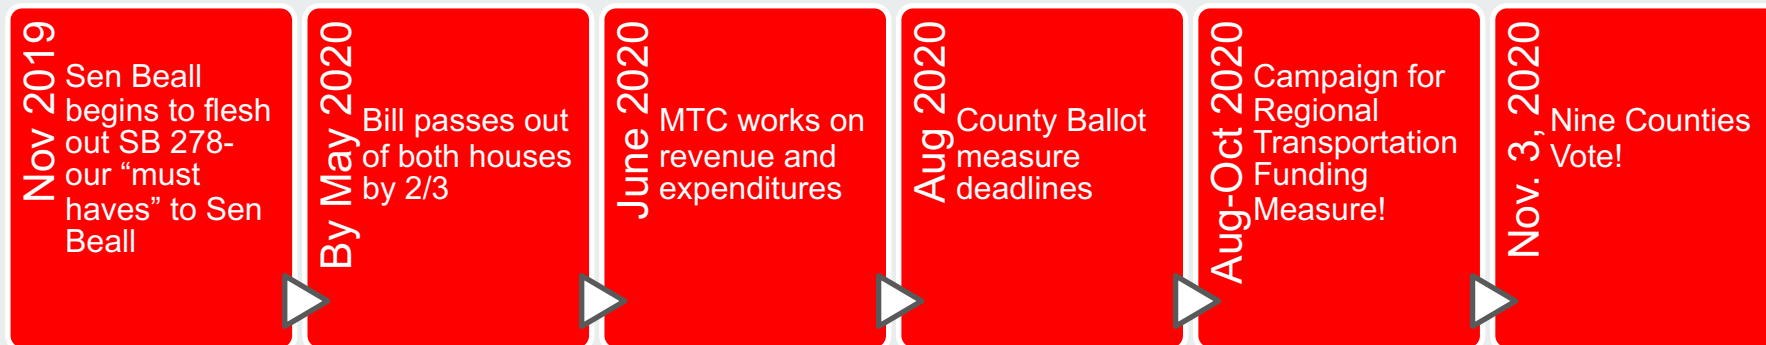 Nov 2019
Sen Beall
begins to flesh
out SB 278-
our “must
haves” to Sen
Beall
By May 2020
Bill passes out
of both houses
by 2/3
June 2020
MTC works on
revenue and
expenditures
Aug 2020
County Ballot
measure
deadlines
Aug-Oct 2020
Campaign for
Regional
Transportation
Funding
Measure!
Nov. 3, 2020
Nine Counties
Vote!